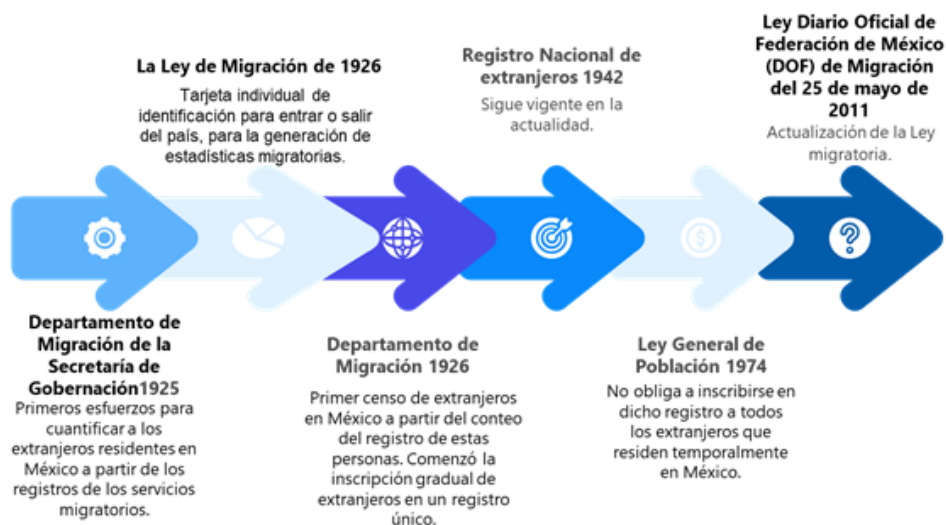 La Ley de Migración de 1926
Tarjeta individual de
identificación para entrar o salir
del país, para la generación de
estadísticas migratorias.
Registro Nacional de
extranjeros 1942
Sigue vigente en la
actualidad.
Ley Diario Oficial de
Federación de México
(DOF) de Migración
del 25 de mayo de
2011
Actualización de la Ley
migratoria.
Departamento de
Migración de la
Secretaría de
Gobernación1925
Primeros esfuerzos para
cuantificar a los
extranjeros residentes en
México a partir de los
registros de los servicios
migratorios.
Departamento de
Migración 1926
Primer censo de extranjeros
en México a partir del conteo
del registro de estas
personas. Comenzó la
inscripción gradual de
extranjeros en un registro
único.
Ley General de
Población 1974
No obliga a inscribirse en
dicho registro a todos
los extranjeros que
residen temporalmente
en México.